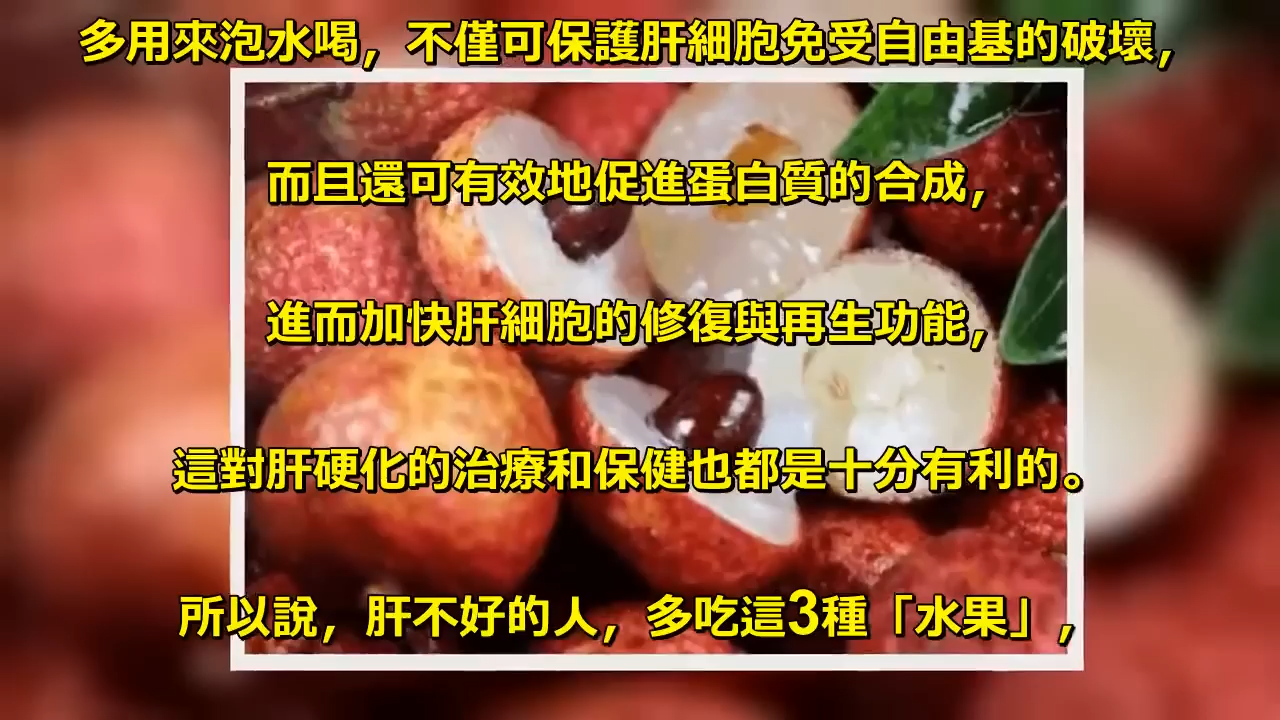 多用來泡水喝，不僅可保護肝細胞免受自由基的破壞，
而且還可有效地促進蛋白質的合成，
進而加快肝細胞的修復與再生功能，
這對肝硬化的治療和保健也都是十分有利的。
所以說，肝不好的人，多吃這3種「水果」，